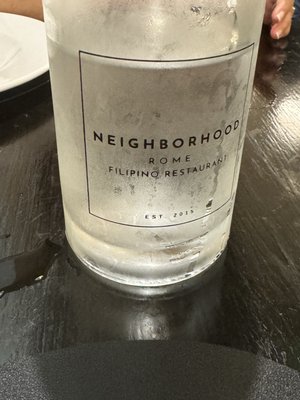 NEIGHBORHOOD
ROME
FILIPINO RESTAURANT
EST. 2015